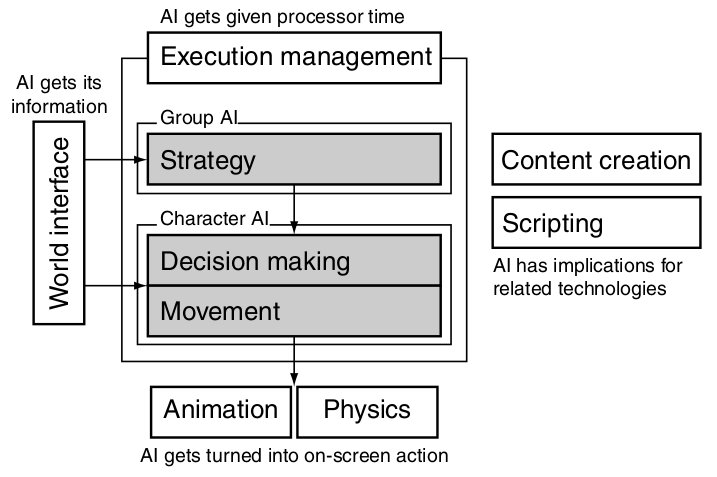 AI gets given processor time
Execution management
AI gets its
information
World interface
Group AI
Strategy
Character AI
Decision making
Movement
Animation
Physics
AI gets turned into on-screen action
Content creation
Scripting
AI has implications for
related technologies